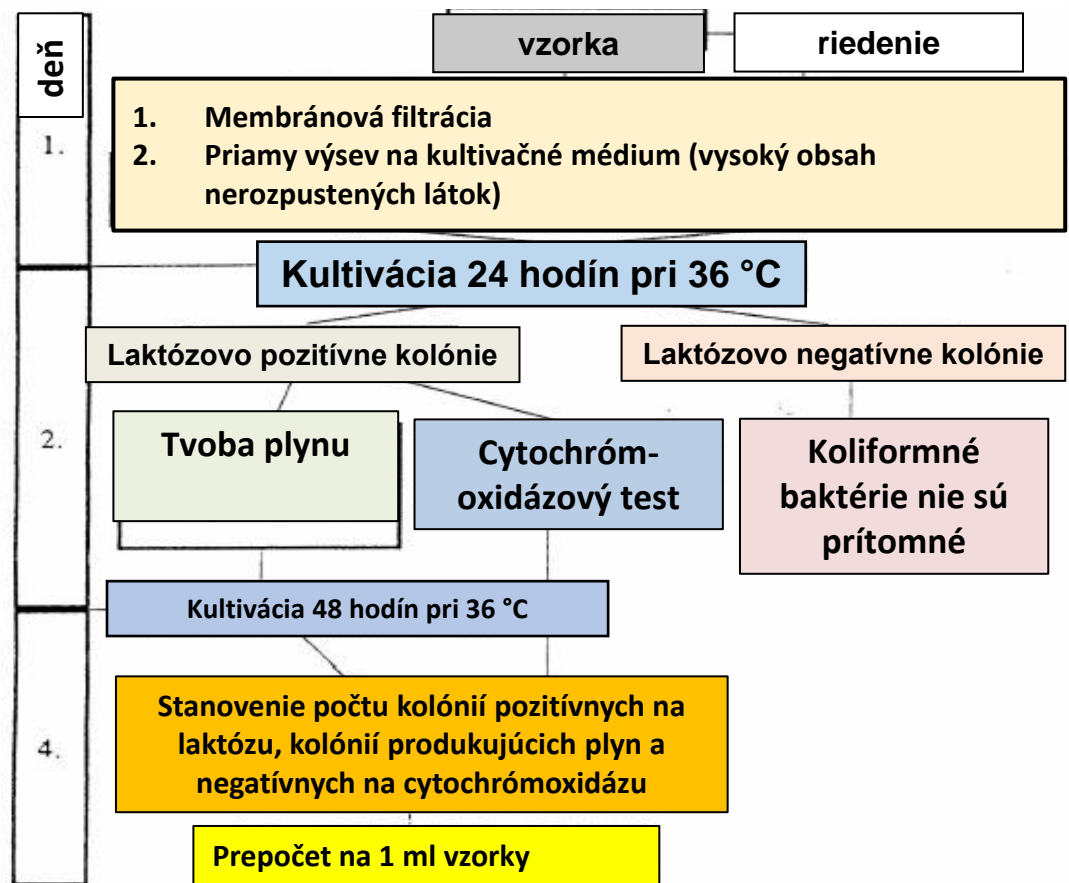 deň
vzorka
riedenie
1.
1. Membránová filtrácia
2. Priamy výsev na kultivačné médium (vysoký obsah
nerozpustených látok)
Kultivácia 24 hodín pri 36 °C
2.
Laktózovo pozitívne kolónie
Laktózovo negatívne kolónie
Tvoba plynu
Cytochróm-
oxidázový test
Koliformné
baktérie nie sú
prítomné
Kultivácia 48 hodín pri 36 °C
4.
Stanovenie počtu kolónií pozitívnych na
laktózu, kolónií produkujúcich plyn a
negatívnych na cytochrómoxidázu
Prepočet na 1 ml vzorky